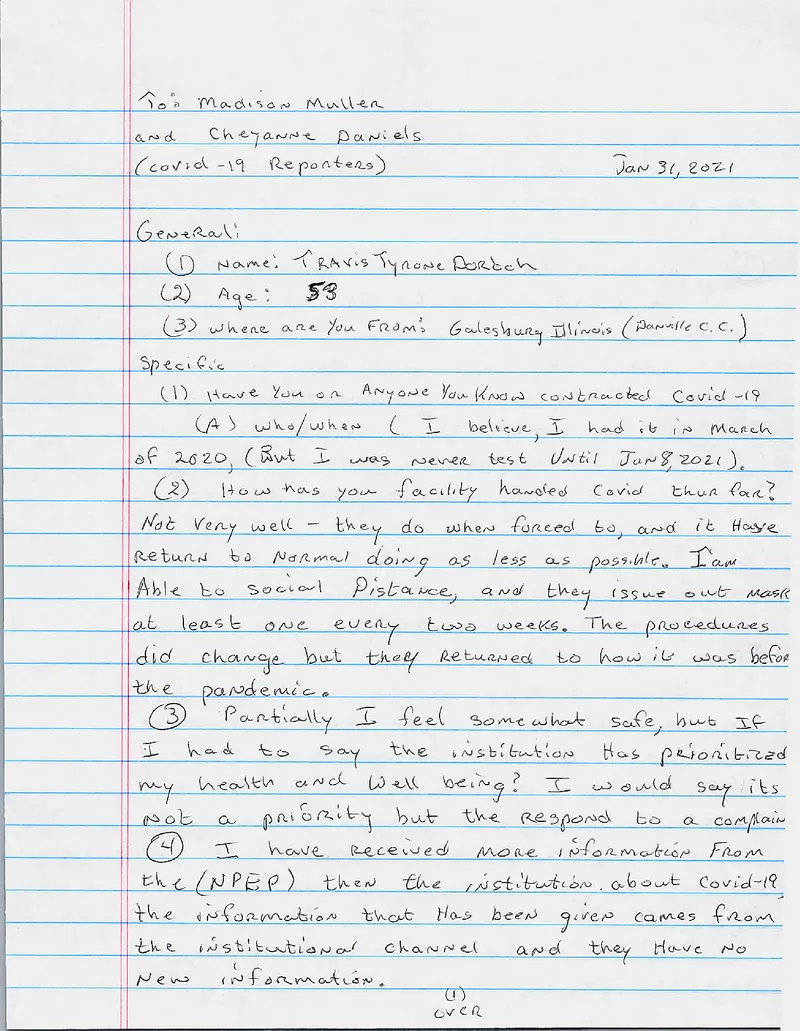 To: Madison Muller
and Cheyanne Daniels
(covid-19 Reporters) Jan 31, 2021
General:
(1) Name: Travis Tyrone Dortch
(2) Age: 53
(3) where are You From: Galesburg Illinois (Danville C.C.)
Specific
(1) Have You or Anyone You Know contracted Covid-19
(A) who/when ( I believe, I had it in March
of 2020, (But I was never test Until Jan 8, 2021).
(2) How has your facility handed Covid thur far?
Not Very well - they do when forced to, and it Have
Return to Normal doing as less as possible. I'am
Able to social Distance, and they issue out mask
at least one every two weeks. The procedures
did change but they Returned to how it was befor
the pandemic.
(3) Partially I feel somewhat safe, but If
I had to say the institution Has prioritized
my health and Well being? I would say its
Not a priority but the Respond to a complain
(4) I have Received More information From
the (NPEP) then the institution. about Covid-19
the information that Has been given comes from
the institutional channel and they Have No
New information.
(1)
over